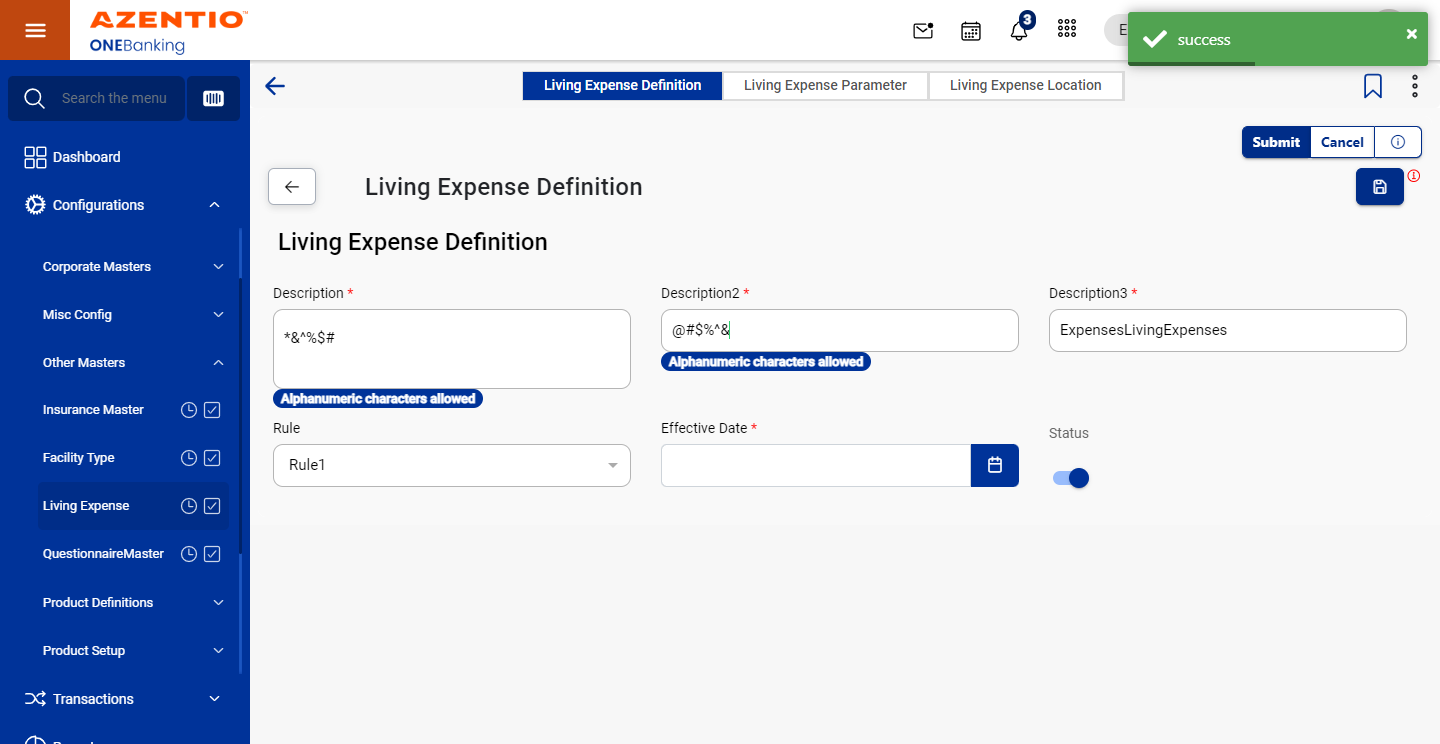 AZENTIO™
ONEBanking
3
E
success
Search the menu
Living Expense Definition
Living Expense Parameter
Living Expense Location
Submit
Cancel
Dashboard
Configurations
Corporate Masters
Misc Config
Other Masters
Insurance Master
Facility Type
Living Expense
QuestionnaireMaster
Product Definitions
Product Setup
Transactions
Living Expense Definition
Living Expense Definition
Description *
Description2 *
Description3 *
*&^%$#
@#$%^&
ExpensesLivingExpenses
Alphanumeric characters allowed
Alphanumeric characters allowed
Rule
Effective Date *
Status
Rule1